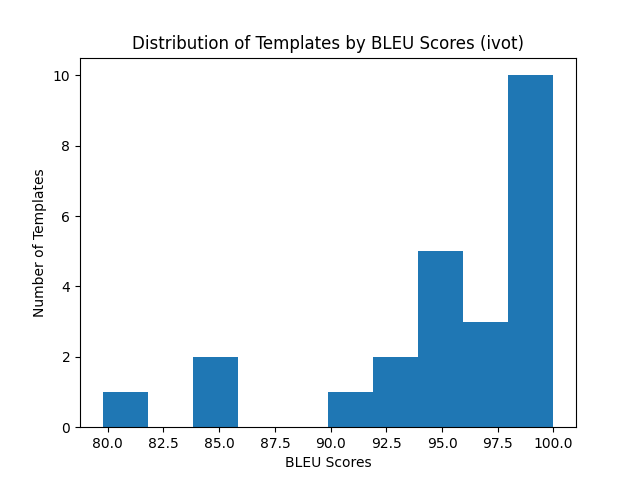 Distribution of Templates by BLEU Scores (ivot)
10
8
6
4
2
0
Number of Templates
80.0 82.5 85.0 87.5 90.0 92.5 95.0 97.5 100.0
BLEU Scores